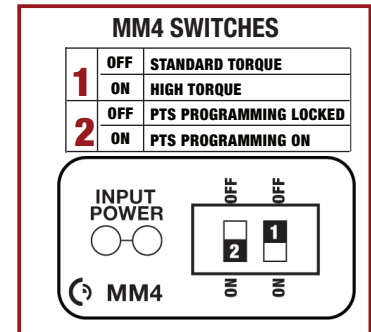 MM4 SWITCHES
1 OFF STANDARD TORQUE
ON HIGH TORQUE
2 OFF PTS PROGRAMMING LOCKED
ON PTS PROGRAMMING ON
INPUT POWER
OFF OFF
2 1
ON ON
MM4